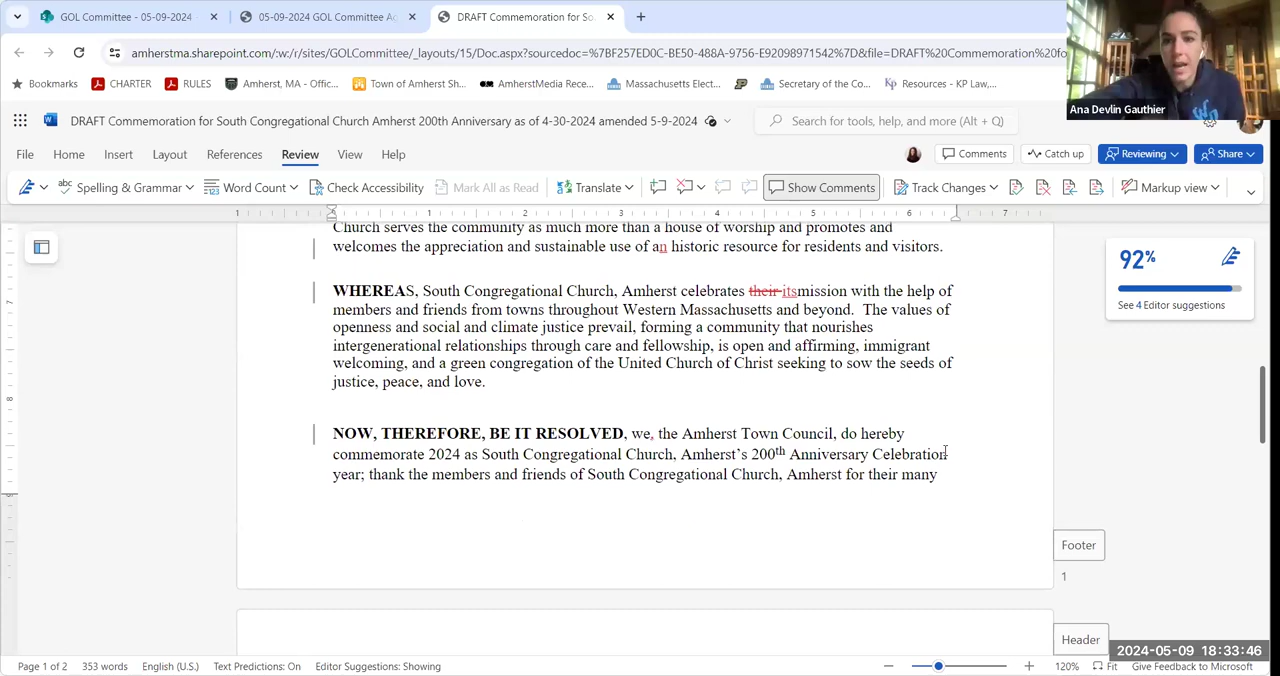 GOL Committee - 05-09-2024
05-09-2024 GOL Committee Ag
DRAFT Commemoration for So
amherstma.sharepoint.com/:w:/r/sites/GOLCommittee/_layouts/15/Doc.aspx?sourcedoc=%7BF257ED0C-BE50-488A-9756-E92098971542%7D&file=DRAFT%20Commemoration%20fo
Bookmarks CHARTER RULES Amherst, MA - Offic... Town of Amherst Sh... AmherstMedia Rece... Massachusetts Elect... Secretary of the Co... Resources - KP Law,...
Ana Devlin Gauthier
DRAFT Commemoration for South Congregational Church
iversary as of 4-30-2024 amended 5-9-2024
Search for tools, help, and more (Alt + Q)
File Home Insert Layout References Review View Help
Comments Catch up Reviewing Share
Spelling & Grammar Word Count Check Accessibility Mark All as Read Translate Show Comments Track Changes Markup view
1 1 2 3 4 5 6 7
Church serves the community as much more than a house of worship and promotes and
welcomes the appreciation and sustainable use of an historic resource for residents and visitors.
WHEREAS, South Congregational Church, Amherst celebrates their itsmission with the help of
members and friends from towns throughout Western Massachusetts and beyond. The values of
openness and social and climate justice prevail, forming a community that nourishes
intergenerational relationships through care and fellowship, is open and affirming, immigrant
welcoming, and a green congregation of the United Church of Christ seeking to sow the seeds of
justice, peace, and love.
NOW, THEREFORE, BE IT RESOLVED, we, the Amherst Town Council, do hereby
commemorate 2024 as South Congregational Church, Amherst's 200th Anniversary Celebration
year; thank the members and friends of South Congregational Church, Amherst for their many
92%
See 4 Editor suggestions
Footer
1
Header
2024-05-09 18:33:46
Page 1 of 2 353 words English (U.S.) Text Predictions: On Editor Suggestions: Showing
120% Fit Give Feedback to Microsoft